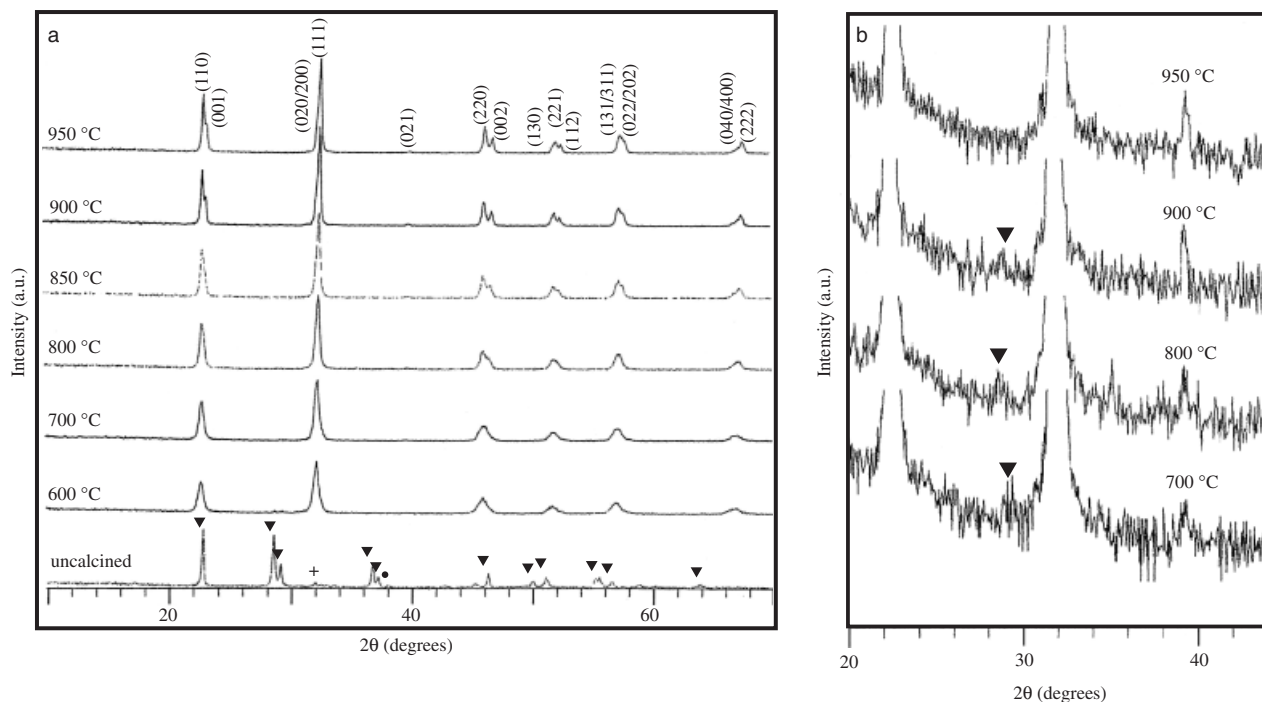 a
(110)
(001)
(020/200)
(111)
(021)
(220)
(002)
(130)
(221)
(112)
(131/311)
(022/202)
(040/400)
(222)
950 °C
900 °C
850 °C
800 °C
700 °C
600 °C
uncalcined
+
Intensity (a.u.)
20
40
60
2θ (degrees)
b
950 °C
900 °C
800 °C
700 °C
Intensity (a.u.)
20
30
40
2θ (degrees)